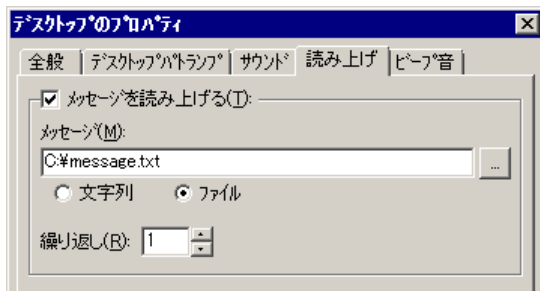 ﾃﾞｽｸﾄｯﾌﾟのﾌﾟﾛﾊﾟﾃｨ
全般 ﾃﾞｽｸﾄｯﾌﾟﾊﾟﾄﾗﾝﾌﾟ ｻｳﾝﾄﾞ 読み上げ ﾋﾞｰﾌﾟ音
ﾒｯｾｰｼﾞを読み上げる(T):
ﾒｯｾｰｼﾞ(M):
C:¥message.txt ...
文字列 ﾌｧｲﾙ
繰り返し(R): 1